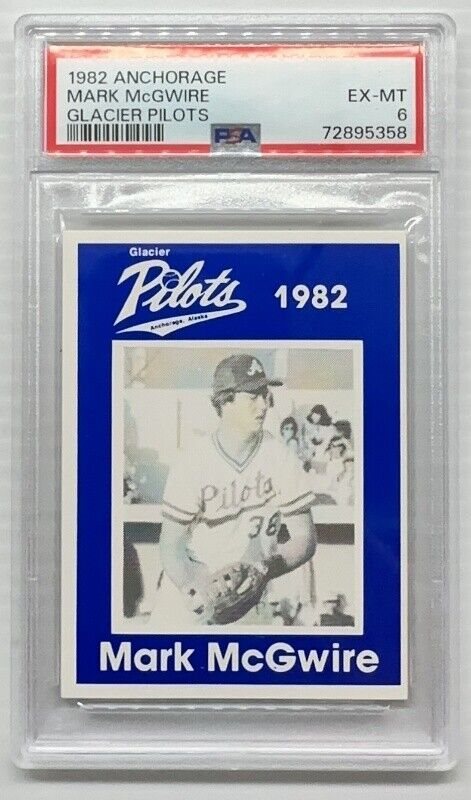 1982 ANCHORAGE
MARK McGWIRE EX-MT
GLACIER PILOTS 6
PSA 72895358
Glacier
Pilots 1982
Anchorage, Alaska
A
Pilots
38
Mark McGwire